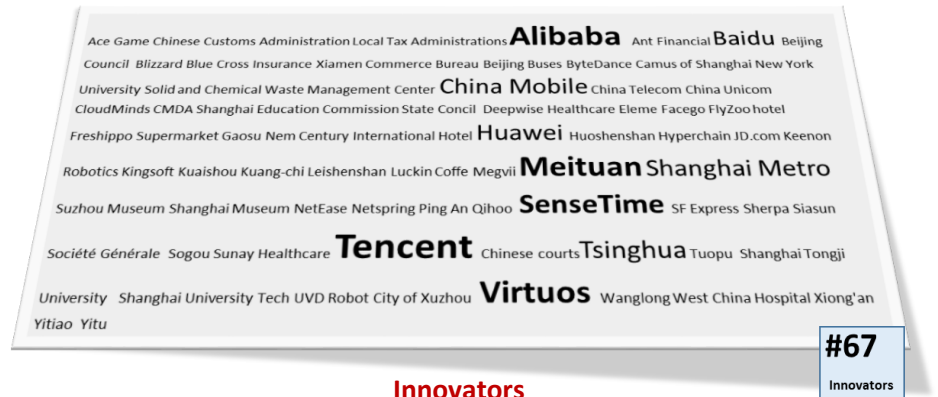 Ace Game Chinese Customs Administration Local Tax Administrations Alibaba Ant Financial Baidu Beijing
Council Blizzard Blue Cross Insurance Xiamen Commerce Bureau Beijing Buses ByteDance Camus of Shanghai New York
University Solid and Chemical Waste Management Center China Mobile China Telecom China Unicom
CloudMinds CMDA Shanghai Education Commission State Concil Deepwise Healthcare Eleme Facego FlyZoo hotel
Freshippo Supermarket Gaosu Nem Century International Hotel Huawei Huoshenshan Hyperchain JD.com Keenon
Robotics Kingsoft Kuaishou Kuang-chi Leishenshan Luckin Coffe Megvii Meituan Shanghai Metro
Suzhou Museum Shanghai Museum NetEase Netspring Ping An Qihoo SenseTime SF Express Sherpa Siasun
Société Générale Sogou Sunay Healthcare Tencent Chinese courts Tsinghua Tuopu Shanghai Tongji
University Shanghai University Tech UVD Robot City of Xuzhou Virtuos Wanglong West China Hospital Xiong'an
Yitiao Yitu
#67
Innovators
Innovators